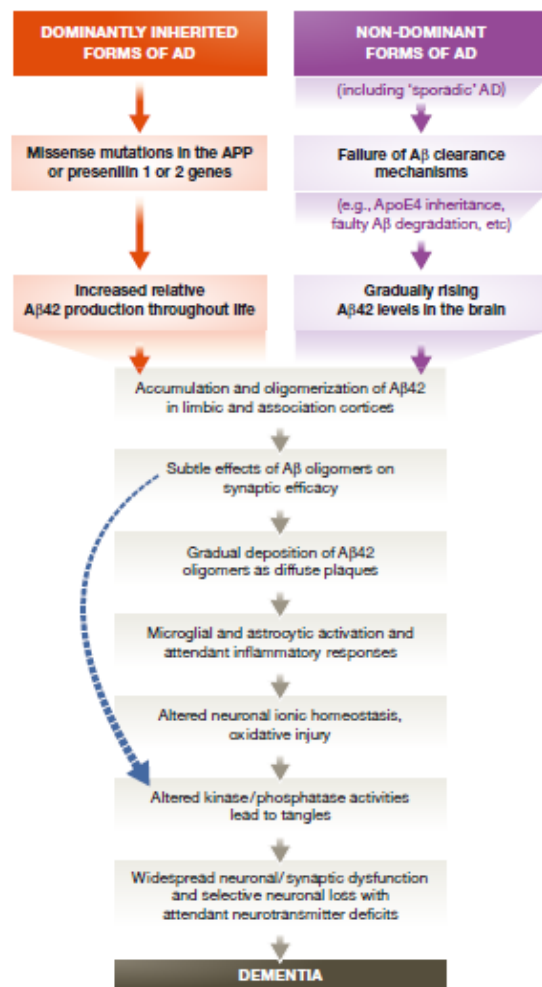 DOMINANTLY INHERITED
FORMS OF AD
Missense mutations in the APP
or presenilin 1 or 2 genes
Increased relative
Aβ42 production throughout life
NON-DOMINANT
FORMS OF AD
(including ‘sporadic’ AD)
Failure of Aβ clearance
mechanisms
(e.g., ApoE4 inheritance,
faulty Aβ degradation, etc)
Gradually rising
Aβ42 levels in the brain
Accumulation and oligomerization of Aβ42
in limbic and association cortices
Subtle effects of Aβ oligomers on
synaptic efficacy
Gradual deposition of Aβ42
oligomers as diffuse plaques
Microglial and astrocytic activation and
attendant inflammatory responses
Altered neuronal ionic homeostasis,
oxidative injury
Altered kinase/phosphatase activities
lead to tangles
Widespread neuronal/synaptic dysfunction
and selective neuronal loss with
attendant neurotransmitter deficits
DEMENTIA